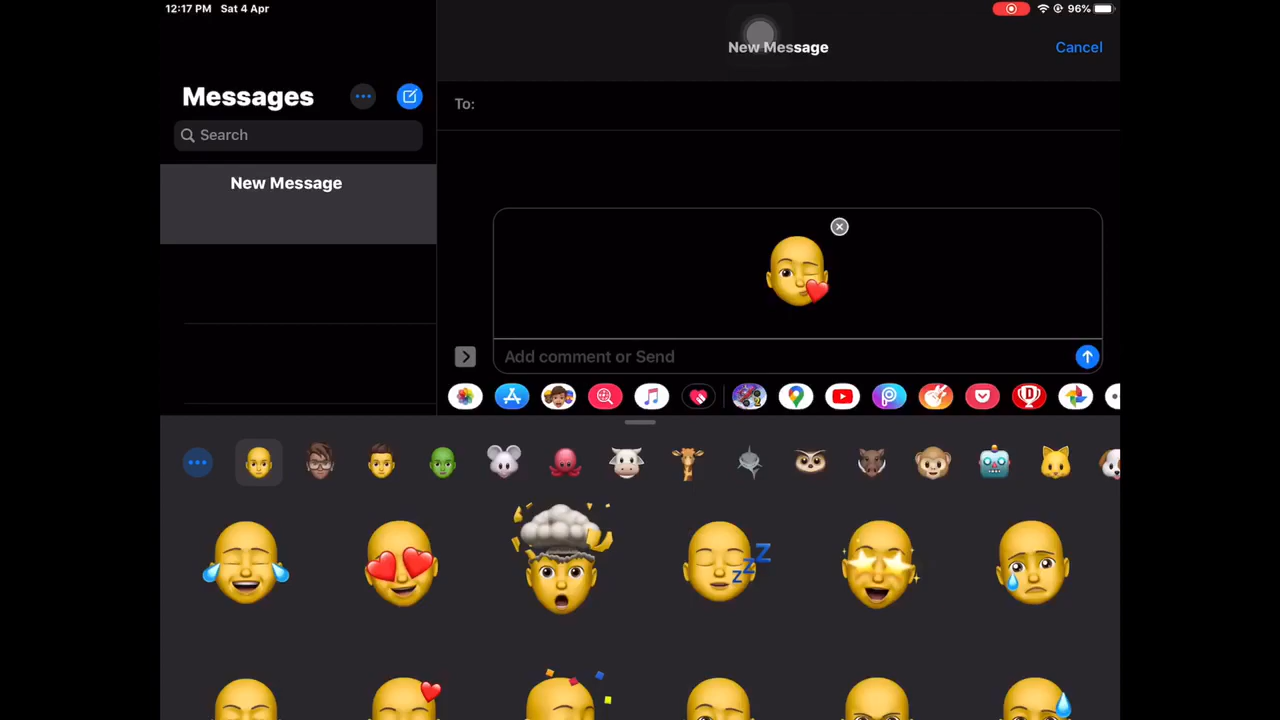 12:17 PM Sat 4 Apr
96%
New Message
Cancel
Messages
To:
Search
New Message
Add comment or Send
zzz